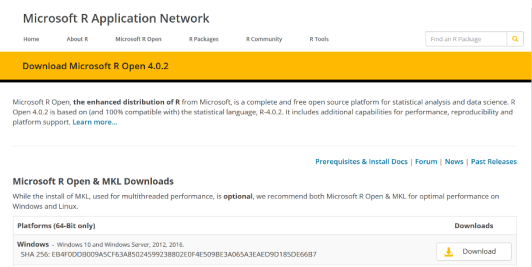 Microsoft R Application Network
Home About R Microsoft R Open R Packages R Community R Tools Find an R Package
Download Microsoft R Open 4.0.2
Microsoft R Open, the enhanced distribution of R from Microsoft, is a complete and free open source platform for statistical analysis and data science. R
Open 4.0.2 is based on (and 100% compatible with) the statistical language, R-4.0.2. It includes additional capabilities for performance, reproducibility and
platform support. Learn more...
Prerequisites & Install Docs | Forum | News | Past Releases
Microsoft R Open & MKL Downloads
While the install of MKL, used for multithreaded performance, is optional, we recommend both Microsoft R Open & MKL for optimal performance on
Windows and Linux.
Platforms (64-Bit only) Downloads
Windows - Windows 10 and Windows Server, 2012, 2016. Download
SHA 256: EB4F0DDB009A5CF63A85024599238802E0F4E509BE3A065A3EAED9D185DE66B7